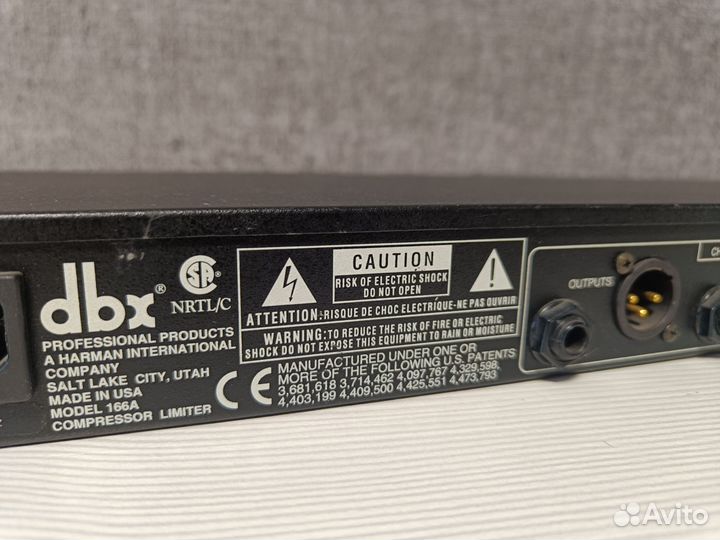 dbx®
PROFESSIONAL PRODUCTS
A HARMAN INTERNATIONAL
COMPANY
SALT LAKE CITY, UTAH
MADE IN USA
MODEL 166A
COMPRESSOR LIMITER
NRTL/C
CAUTION
RISK OF ELECTRIC SHOCK
DO NOT OPEN
ATTENTION:RISQUE DE CHOC ELECTRIQUE-NE PAS OUVRIR
WARNING:TO REDUCE THE RISK OF FIRE OR ELECTRIC
SHOCK DO NOT EXPOSE THIS EQUIPMENT TO RAIN OR MOISTURE
CE
MANUFACTURED UNDER ONE OR
MORE OF THE FOLLOWING U.S. PATENTS
3,681,618 3,714,462 4,097,767 4,329,598,
4,403,199 4,409,500 4,425,551 4,473,793
OUTPUTS
CH
Avito